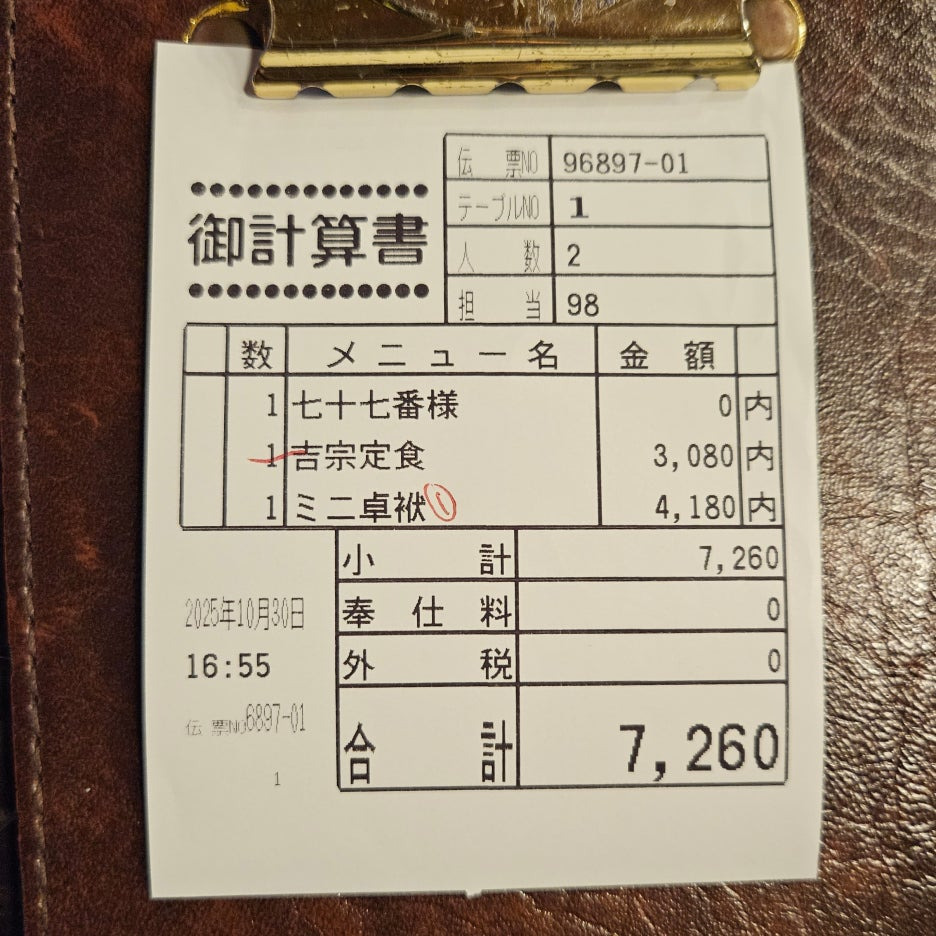 御計算書
伝票NO 96897-01
テーブルNO 1
人数 2
担当 98
数 メニュー名 金額
1 七十七番様 0 内
1 吉宗定食 3,080 内
1 ミニ卓袱 4,180 内
小計 7,260
奉仕料 0
外税 0
合計 7,260
2025年10月30日
16:55
伝票NO6897-01
1